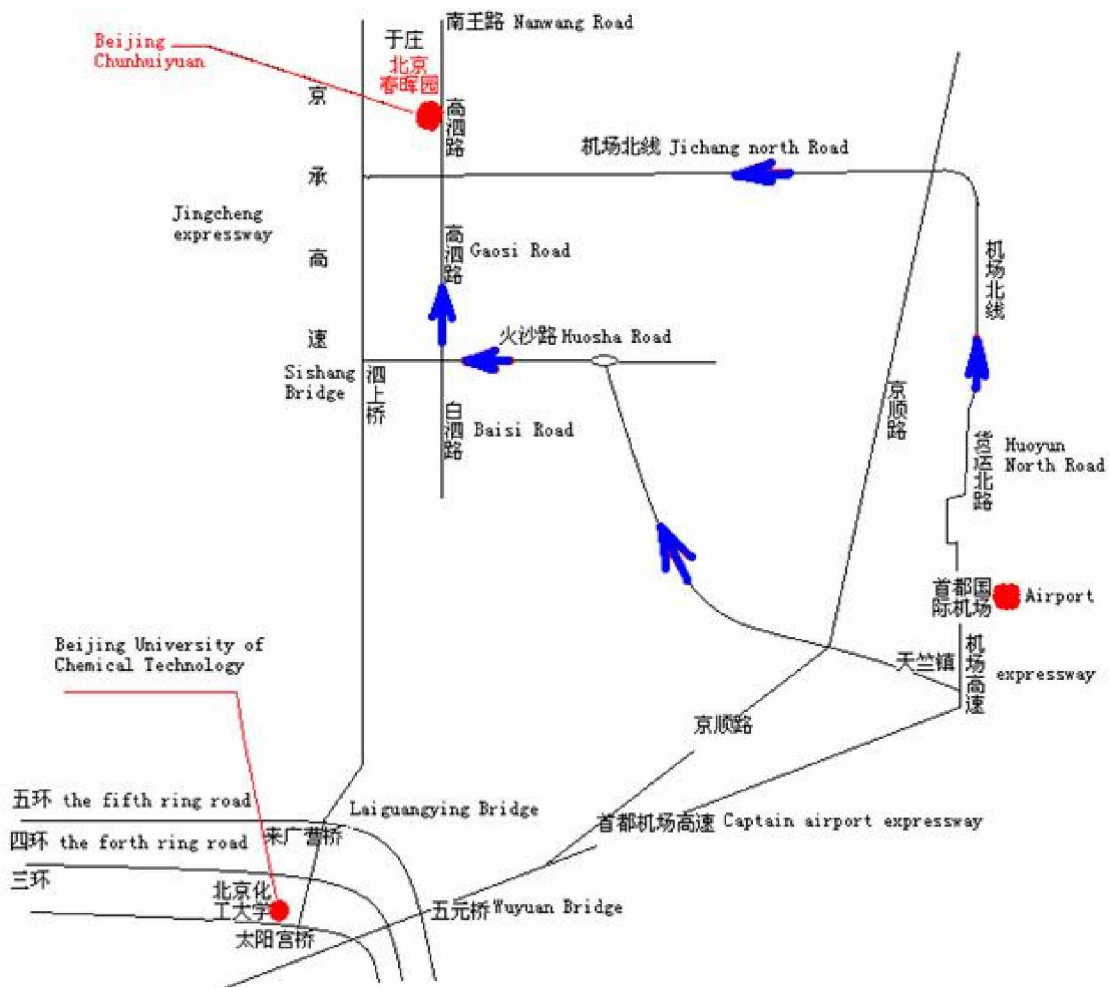 南王路 Nanwang Road
于庄
Beijing
Chunhuiyuan
北京
春晖园
京承高速
高泗路
机场北线 Jichang north Road
Jingcheng
expressway
高泗路
Gaosi Road
机场北线
火沙路 Huosha Road
Sishang
Bridge
泗上桥
白泗路
Baisi Road
京顺路
货运北路
Huoyun
North Road
首都国
际机场
Airport
Beijing University of
Chemical Technology
天竺镇
机场高速
expressway
京顺路
五环 the fifth ring road
Laiguangying Bridge
来广营桥
首都机场高速 Captain airport expressway
四环 the forth ring road
三环
北京化
工大学
太阳宫桥
五元桥 Wuyuan Bridge